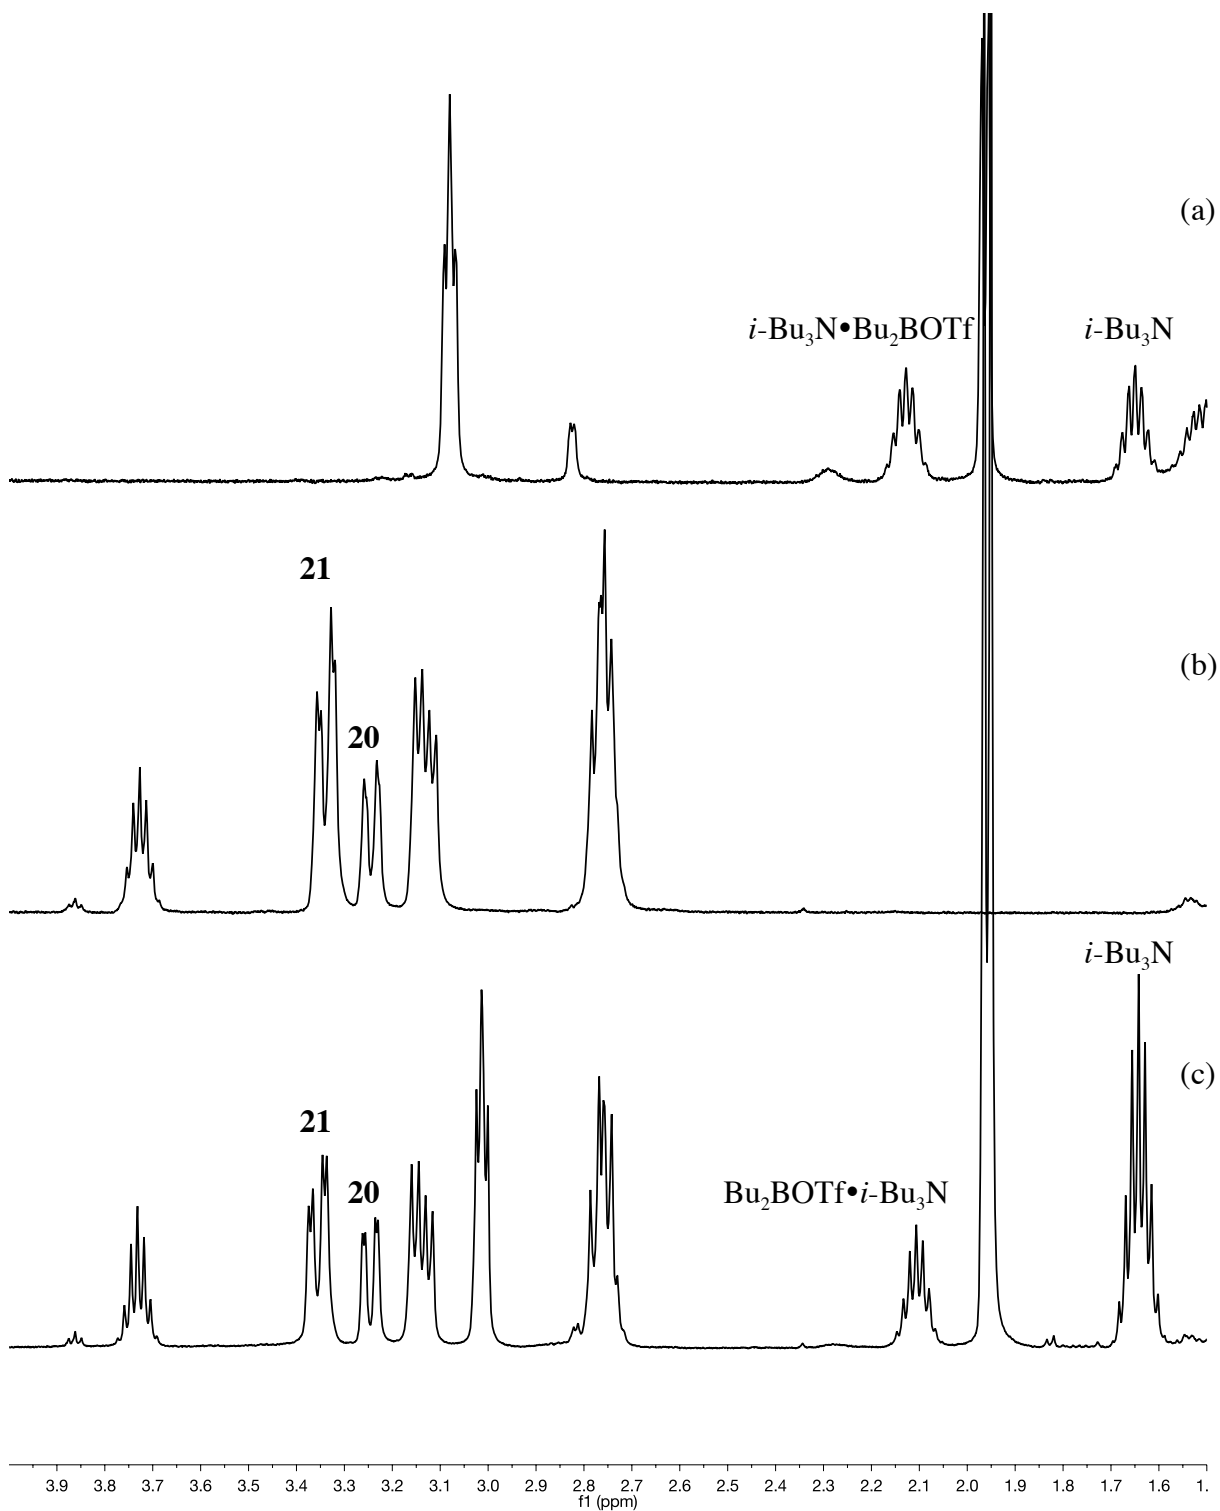 (a)
i-Bu₃N•Bu₂BOTf
i-Bu₃N
21
20
(b)
i-Bu₃N
(c)
21
20
Bu₂BOTf•i-Bu₃N
3.9 3.8 3.7 3.6 3.5 3.4 3.3 3.2 3.1 3.0 2.9 2.8 2.7 2.6 2.5 2.4 2.3 2.2 2.1 2.0 1.9 1.8 1.7 1.6 1.
f1 (ppm)